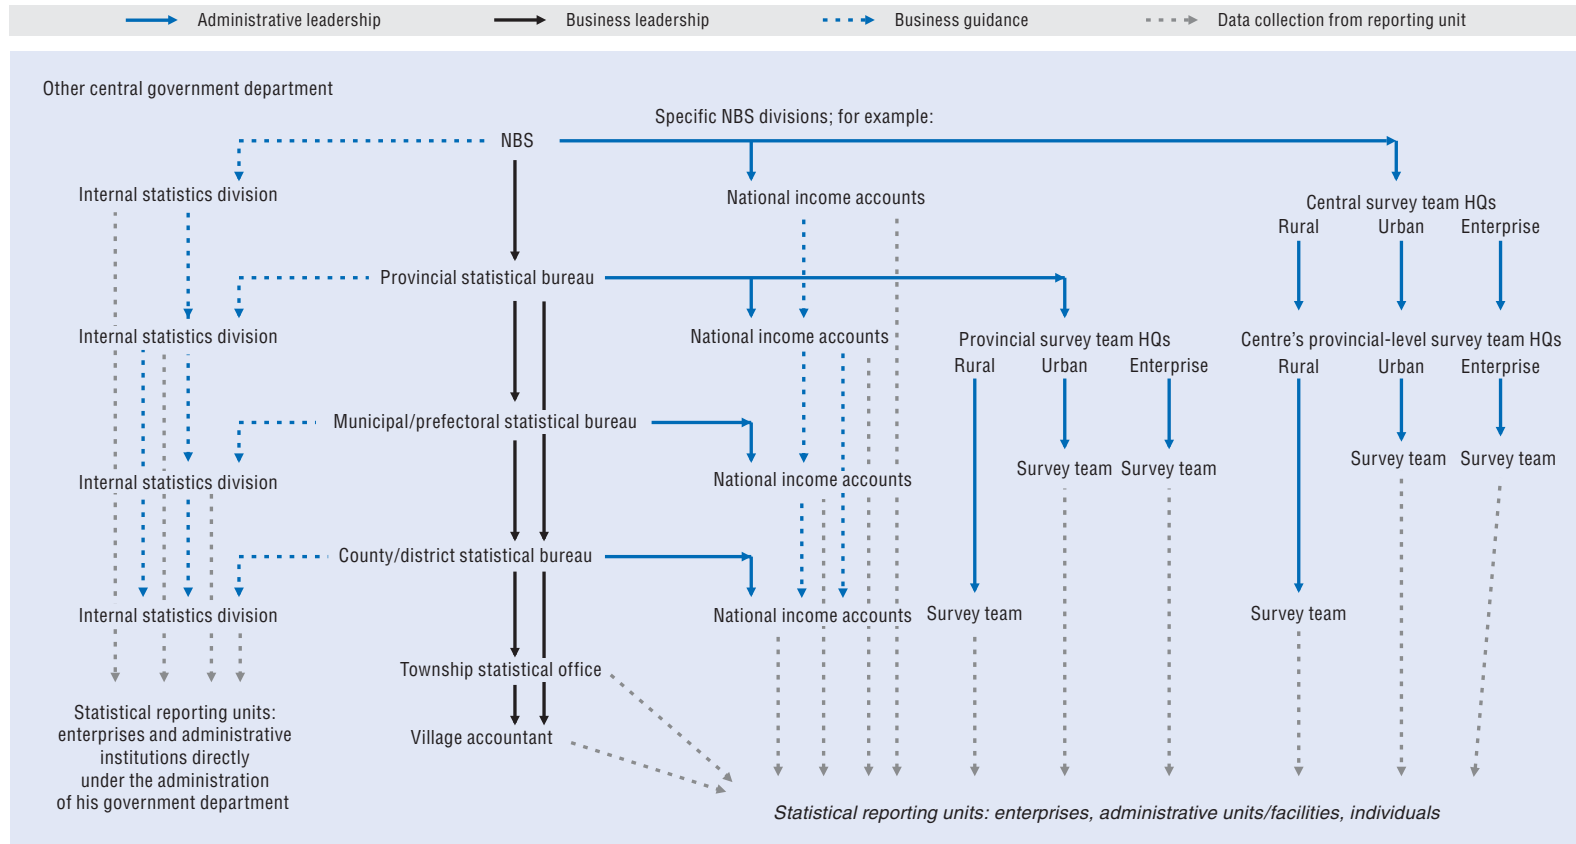 Administrative leadership
Business leadership
Business guidance
Data collection from reporting unit
Other central government department
Specific NBS divisions; for example:
NBS
Internal statistics division
National income accounts
Central survey team HQs
Rural
Urban
Enterprise
Provincial statistical bureau
Internal statistics division
National income accounts
Provincial survey team HQs
Centre's provincial-level survey team HQs
Rural
Urban
Enterprise
Rural
Urban
Enterprise
Municipal/prefectoral statistical bureau
Survey team
Survey team
Survey team
Survey team
Internal statistics division
National income accounts
County/district statistical bureau
Internal statistics division
National income accounts
Survey team
Survey team
Township statistical office
Village accountant
Statistical reporting units:
enterprises and administrative
institutions directly
under the administration
of his government department
Statistical reporting units: enterprises, administrative units/facilities, individuals